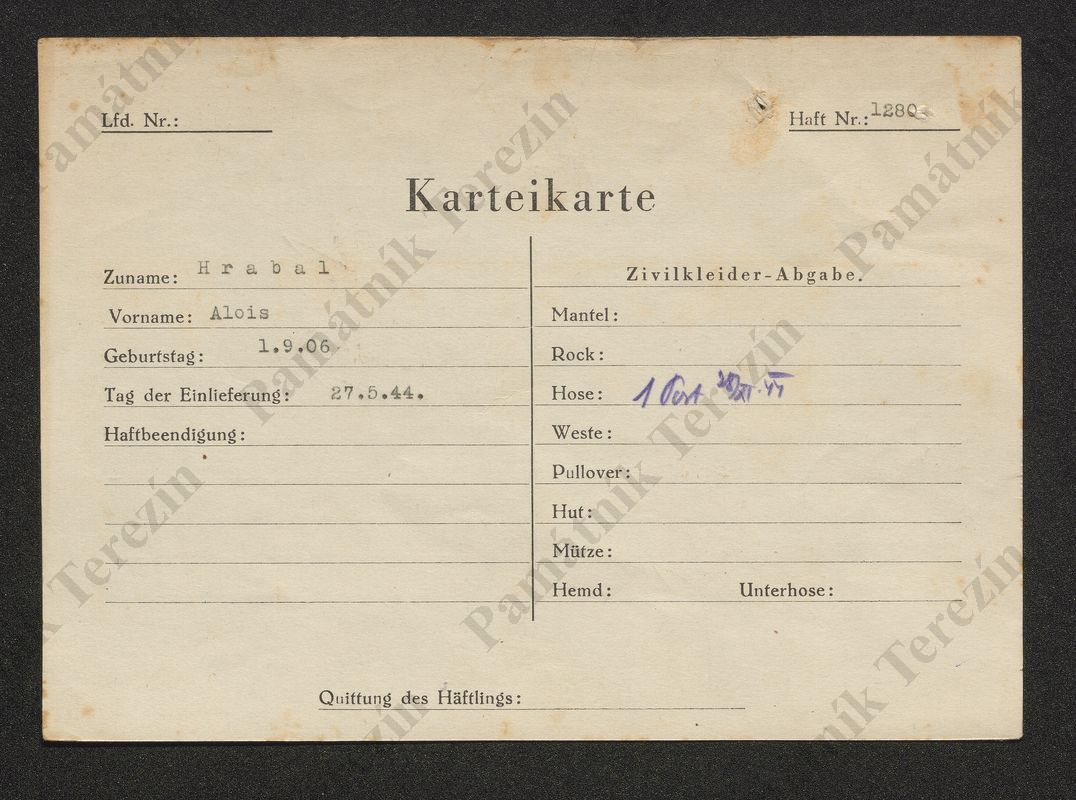 Lfd. Nr.:
Haft Nr.: 1280
Karteikarte
Zuname: Hrabal
Vorname: Alois
Geburtstag: 1.9.06
Tag der Einlieferung: 27.5.44.
Haftbeendigung:
Zivilkleider-Abgabe.
Mantel:
Rock:
Hose: 1
Weste:
Pullover:
Hut:
Mütze:
Hemd: Unterhose:
Quittung des Häftlings:
Památník Terezín